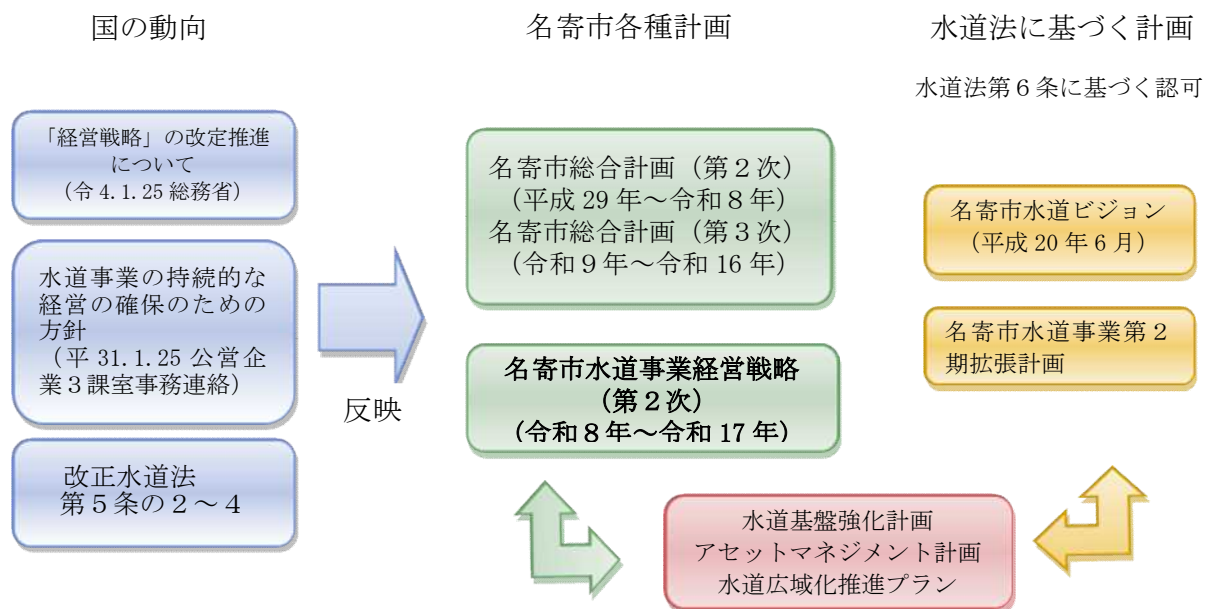 国の動向
「経営戦略」の改定推進
について
（令 4.1.25 総務省）
水道事業の持続的な
経営の確保のための
方針
（平 31.1.25 公営企
業３課室事務連絡）
改正水道法
第５条の２～４
反映
名寄市各種計画
名寄市総合計画（第２次）
（平成 29 年～令和８年）
名寄市総合計画（第３次）
（令和９年～令和 16 年）
名寄市水道事業経営戦略
（第２次）
（令和８年～令和 17 年）
水道法に基づく計画
水道法第６条に基づく認可
名寄市水道ビジョン
（平成 20 年６月）
名寄市水道事業第２
期拡張計画
水道基盤強化計画
アセットマネジメント計画
水道広域化推進プラン